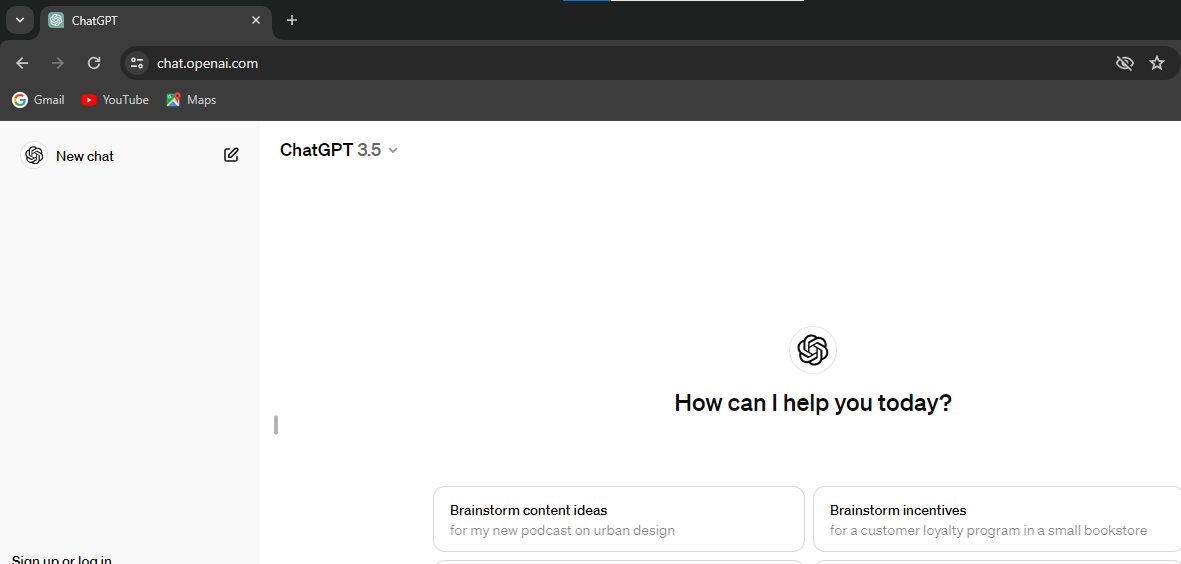 ChatGPT
chat.openai.com
Gmail YouTube Maps
New chat
ChatGPT 3.5
How can I help you today?
Brainstorm content ideas
for my new podcast on urban design
Brainstorm incentives
for a customer loyalty program in a small bookstore
Sign up or log in